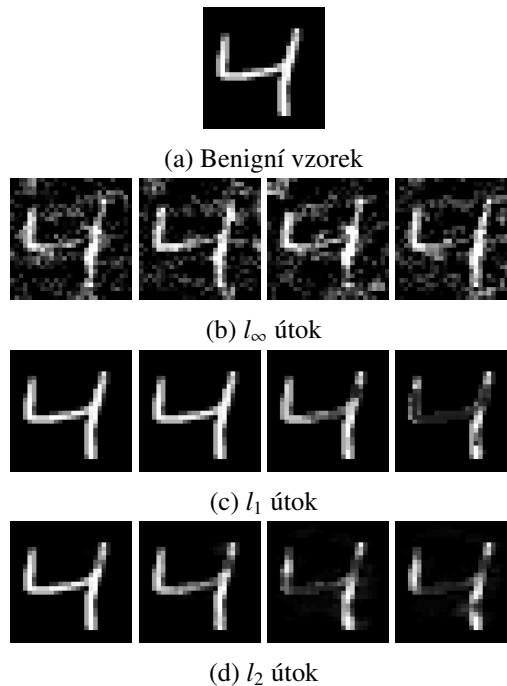 (a) Benigní vzorek
(b) l∞ útok
(c) l₁ útok
(d) l₂ útok